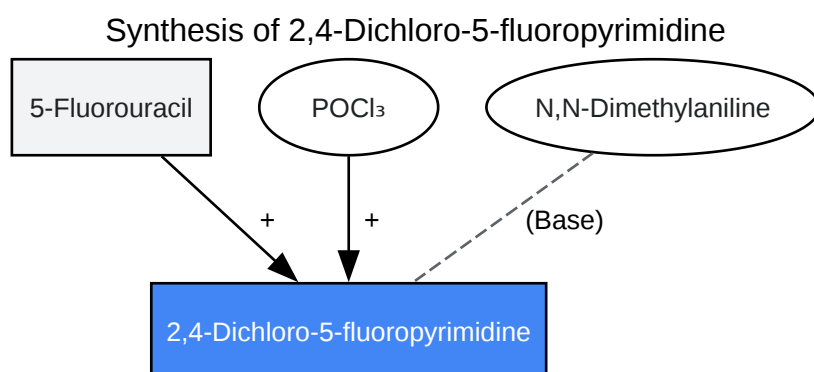 Synthesis of 2,4-Dichloro-5-fluoropyrimidine
5-Fluorouracil
POCl₃
N,N-Dimethylaniline
+
+
(Base)
2,4-Dichloro-5-fluoropyrimidine